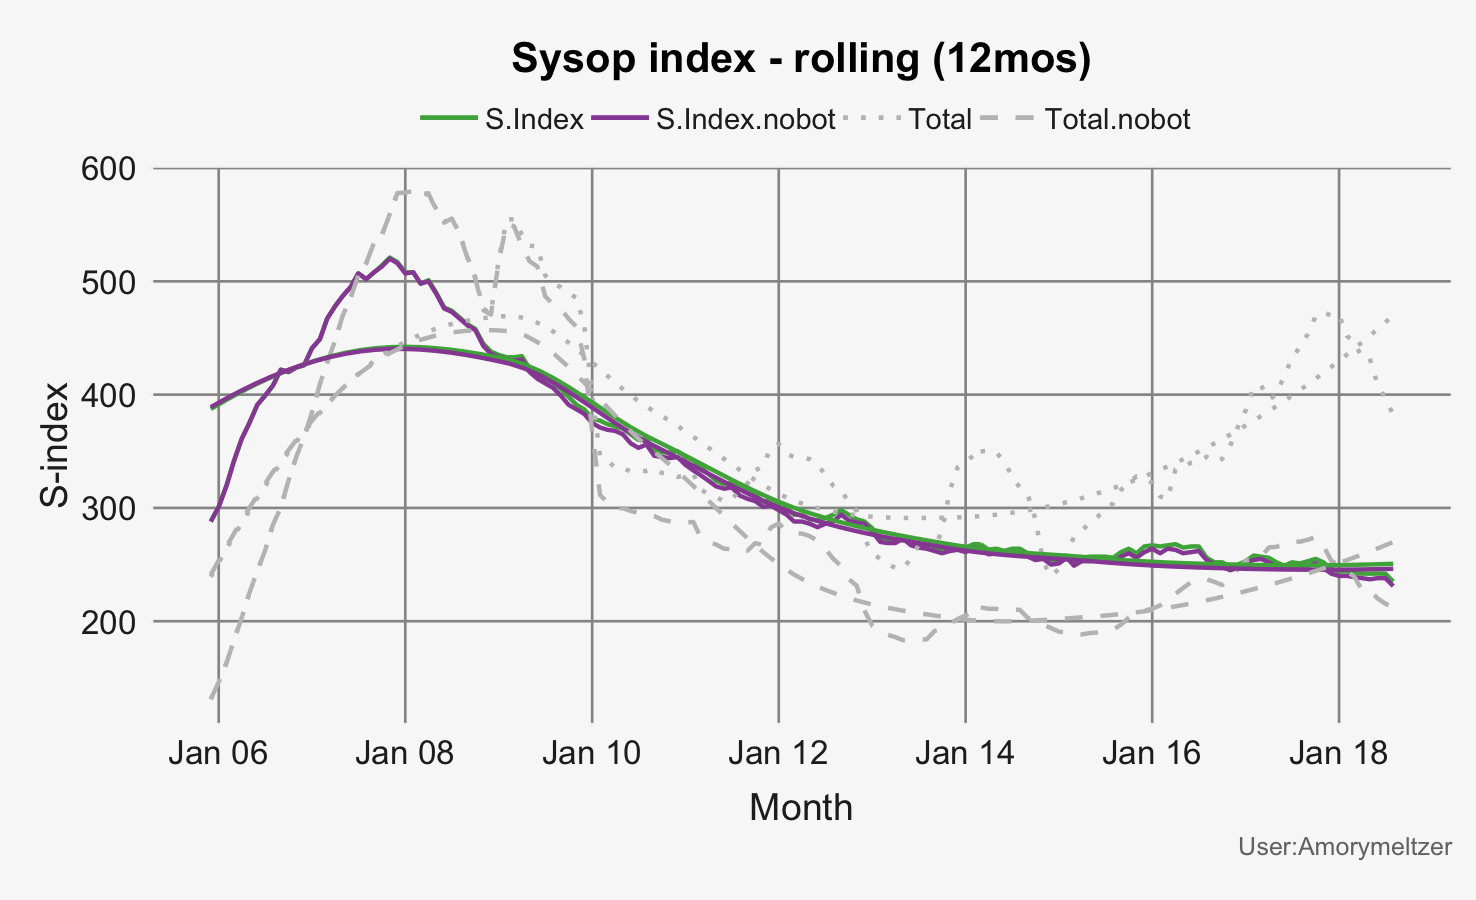 Sysop index - rolling (12mos)
S.Index S.Index.nobot Total Total.nobot
600
500
400
300
200
S-index
Jan 06 Jan 08 Jan 10 Jan 12 Jan 14 Jan 16 Jan 18
Month
User:Amorymeltzer